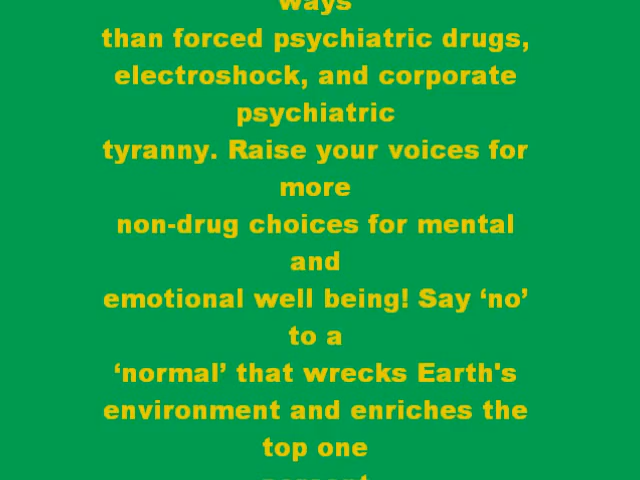 ways
than forced psychiatric drugs,
electroshock, and corporate
psychiatric
tyranny. Raise your voices for
more
non-drug choices for mental
and
emotional well being! Say ‘no’
to a
‘normal’ that wrecks Earth's
environment and enriches the
top one